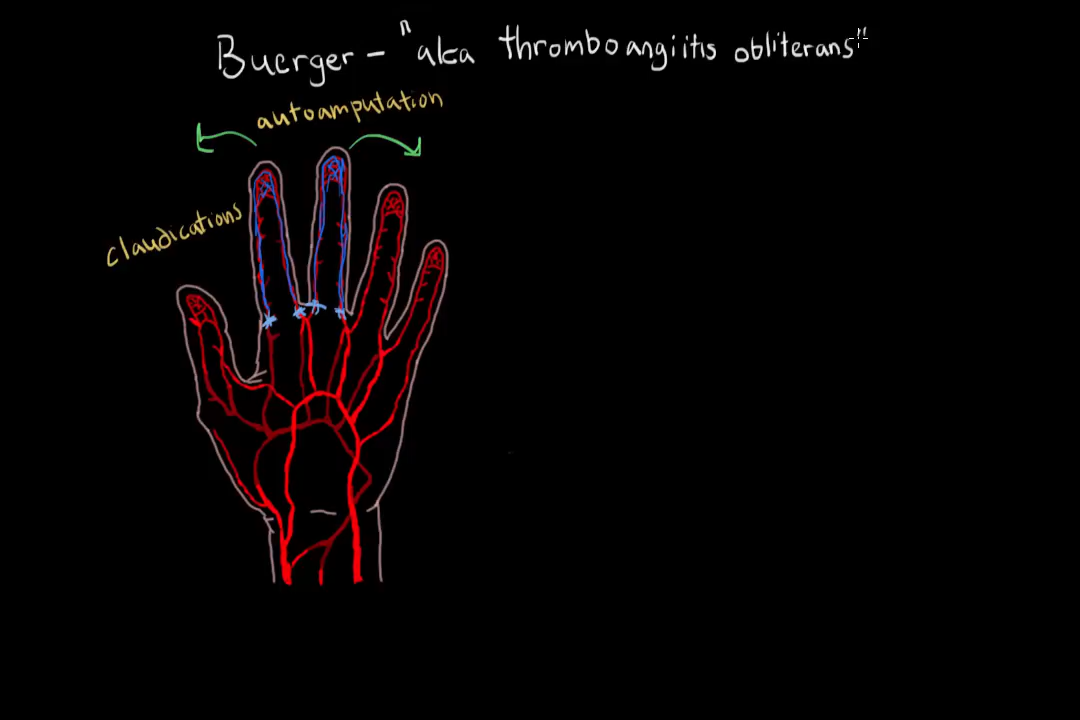 Buerger - "aka thromboangiitis obliterans"
autoamputation
claudications